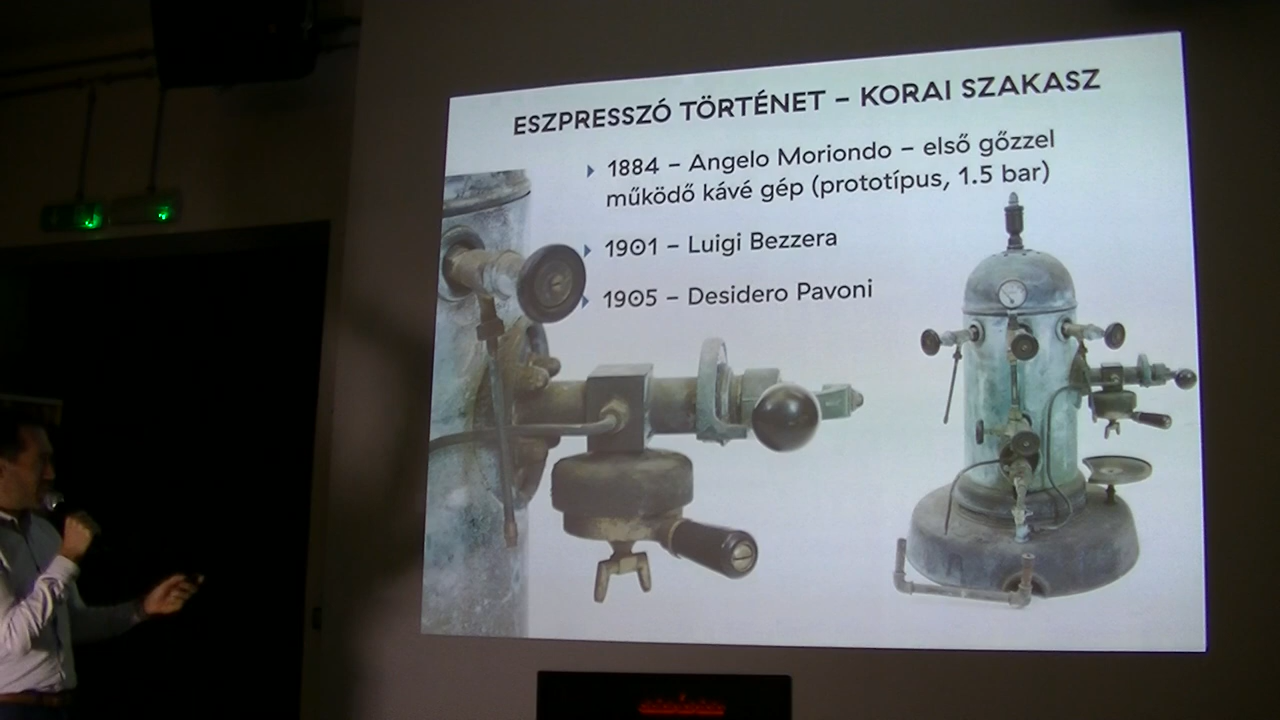 ESZPRESSZÓ TÖRTÉNET – KORAI SZAKASZ
1884 – Angelo Moriondo – első gőzzel
működő kávé gép (prototípus, 1.5 bar)
1901 – Luigi Bezzera
1905 – Desidero Pavoni